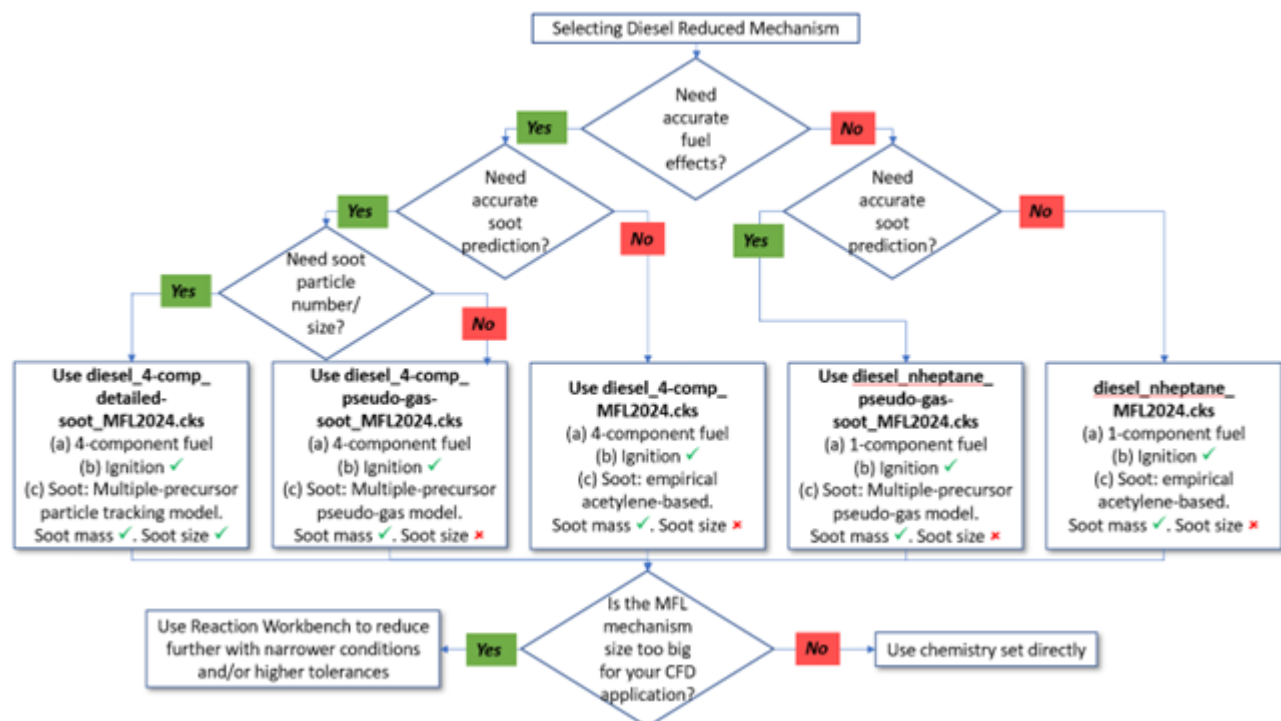 Selecting Diesel Reduced Mechanism
Need
accurate
fuel
effects?
Yes
No
Need
accurate
soot
prediction?
Need
accurate
soot
prediction?
Yes
No
Yes
No
Need soot
particle
number/
size?
Yes
No
Use diesel_4-comp_
detailed-
soot_MFL2024.cks
(a) 4-component fuel
(b) Ignition ✓
(c) Soot: Multiple-precursor
particle tracking model.
Soot mass ✓. Soot size ✓
Use diesel_4-comp_
pseudo-gas-
soot_MFL2024.cks
(a) 4-component fuel
(b) Ignition ✓
(c) Soot: Multiple-precursor
pseudo-gas model.
Soot mass ✓. Soot size ✘
Use diesel_4-comp_
MFL2024.cks
(a) 4-component fuel
(b) Ignition ✓
(c) Soot: empirical
acetylene-based.
Soot mass ✓. Soot size ✘
Use diesel_nheptane_
pseudo-gas-
soot_MFL2024.cks
(a) 1-component fuel
(b) Ignition ✓
(c) Soot: Multiple-precursor
pseudo-gas model.
Soot mass ✓. Soot size ✘
diesel_nheptane_
MFL2024.cks
(a) 1-component fuel
(b) Ignition ✓
(c) Soot: empirical
acetylene-based.
Soot mass ✓. Soot size ✘
Is the MFL
mechanism
size too big
for your CFD
application?
Yes
No
Use Reaction Workbench to reduce
further with narrower conditions
and/or higher tolerances
Use chemistry set directly